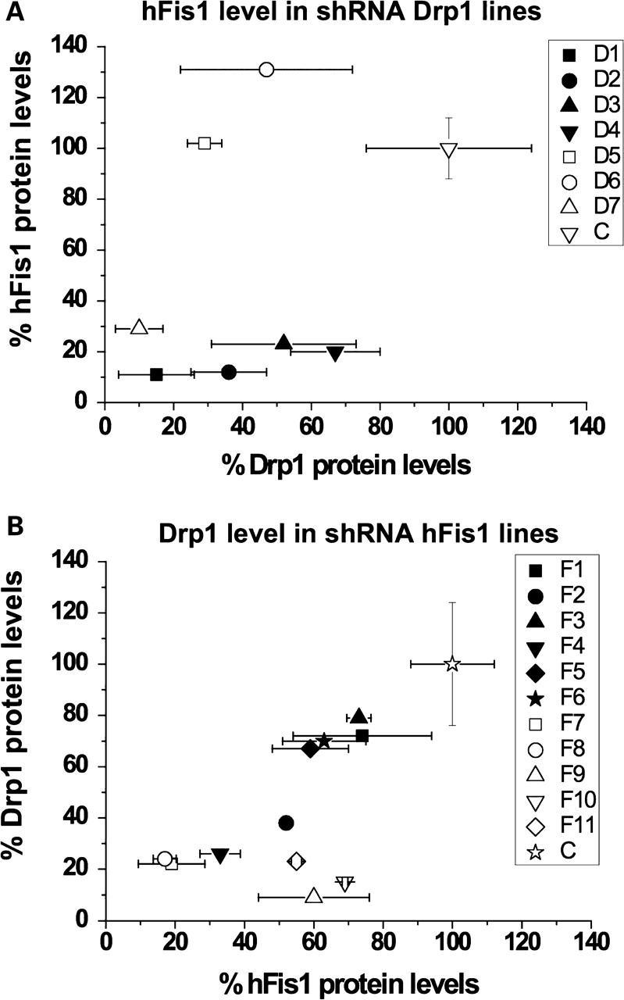 A
hFis1 level in shRNA Drp1 lines
% hFis1 protein levels
140
120
100
80
60
40
20
0
0 20 40 60 80 100 120 140
% Drp1 protein levels
D1
D2
D3
D4
D5
D6
D7
C
B
Drp1 level in shRNA hFis1 lines
% Drp1 protein levels
140
120
100
80
60
40
20
0
0 20 40 60 80 100 120 140
% hFis1 protein levels
F1
F2
F3
F4
F5
F6
F7
F8
F9
F10
F11
C